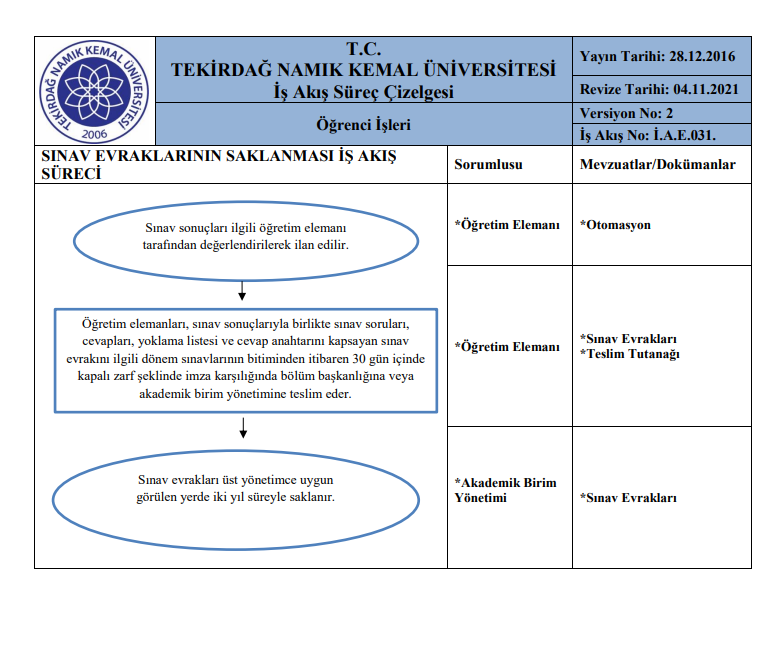 TEKİRDAĞ NAMIK KEMAL ÜNİVERSİTESİ
2006
T.C.
TEKİRDAĞ NAMIK KEMAL ÜNİVERSİTESİ
İş Akış Süreç Çizelgesi
Öğrenci İşleri
Yayın Tarihi: 28.12.2016
Revize Tarihi: 04.11.2021
Versiyon No: 2
İş Akış No: İ.A.E.031.
SINAV EVRAKLARININ SAKLANMASI İŞ AKIŞ
SÜRECİ
Sorumlusu
Mevzuatlar/Dokümanlar
Sınav sonuçları ilgili öğretim elemanı
tarafından değerlendirilerek ilan edilir.
*Öğretim Elemanı
*Otomasyon
Öğretim elemanları, sınav sonuçlarıyla birlikte sınav soruları,
cevapları, yoklama listesi ve cevap anahtarını kapsayan sınav
evrakını ilgili dönem sınavlarının bitiminden itibaren 30 gün içinde
kapalı zarf şeklinde imza karşılığında bölüm başkanlığına veya
akademik birim yönetimine teslim eder.
*Öğretim Elemanı
*Sınav Evrakları
*Teslim Tutanağı
Sınav evrakları üst yönetimce uygun
görülen yerde iki yıl süreyle saklanır.
*Akademik Birim
Yönetimi
*Sınav Evrakları